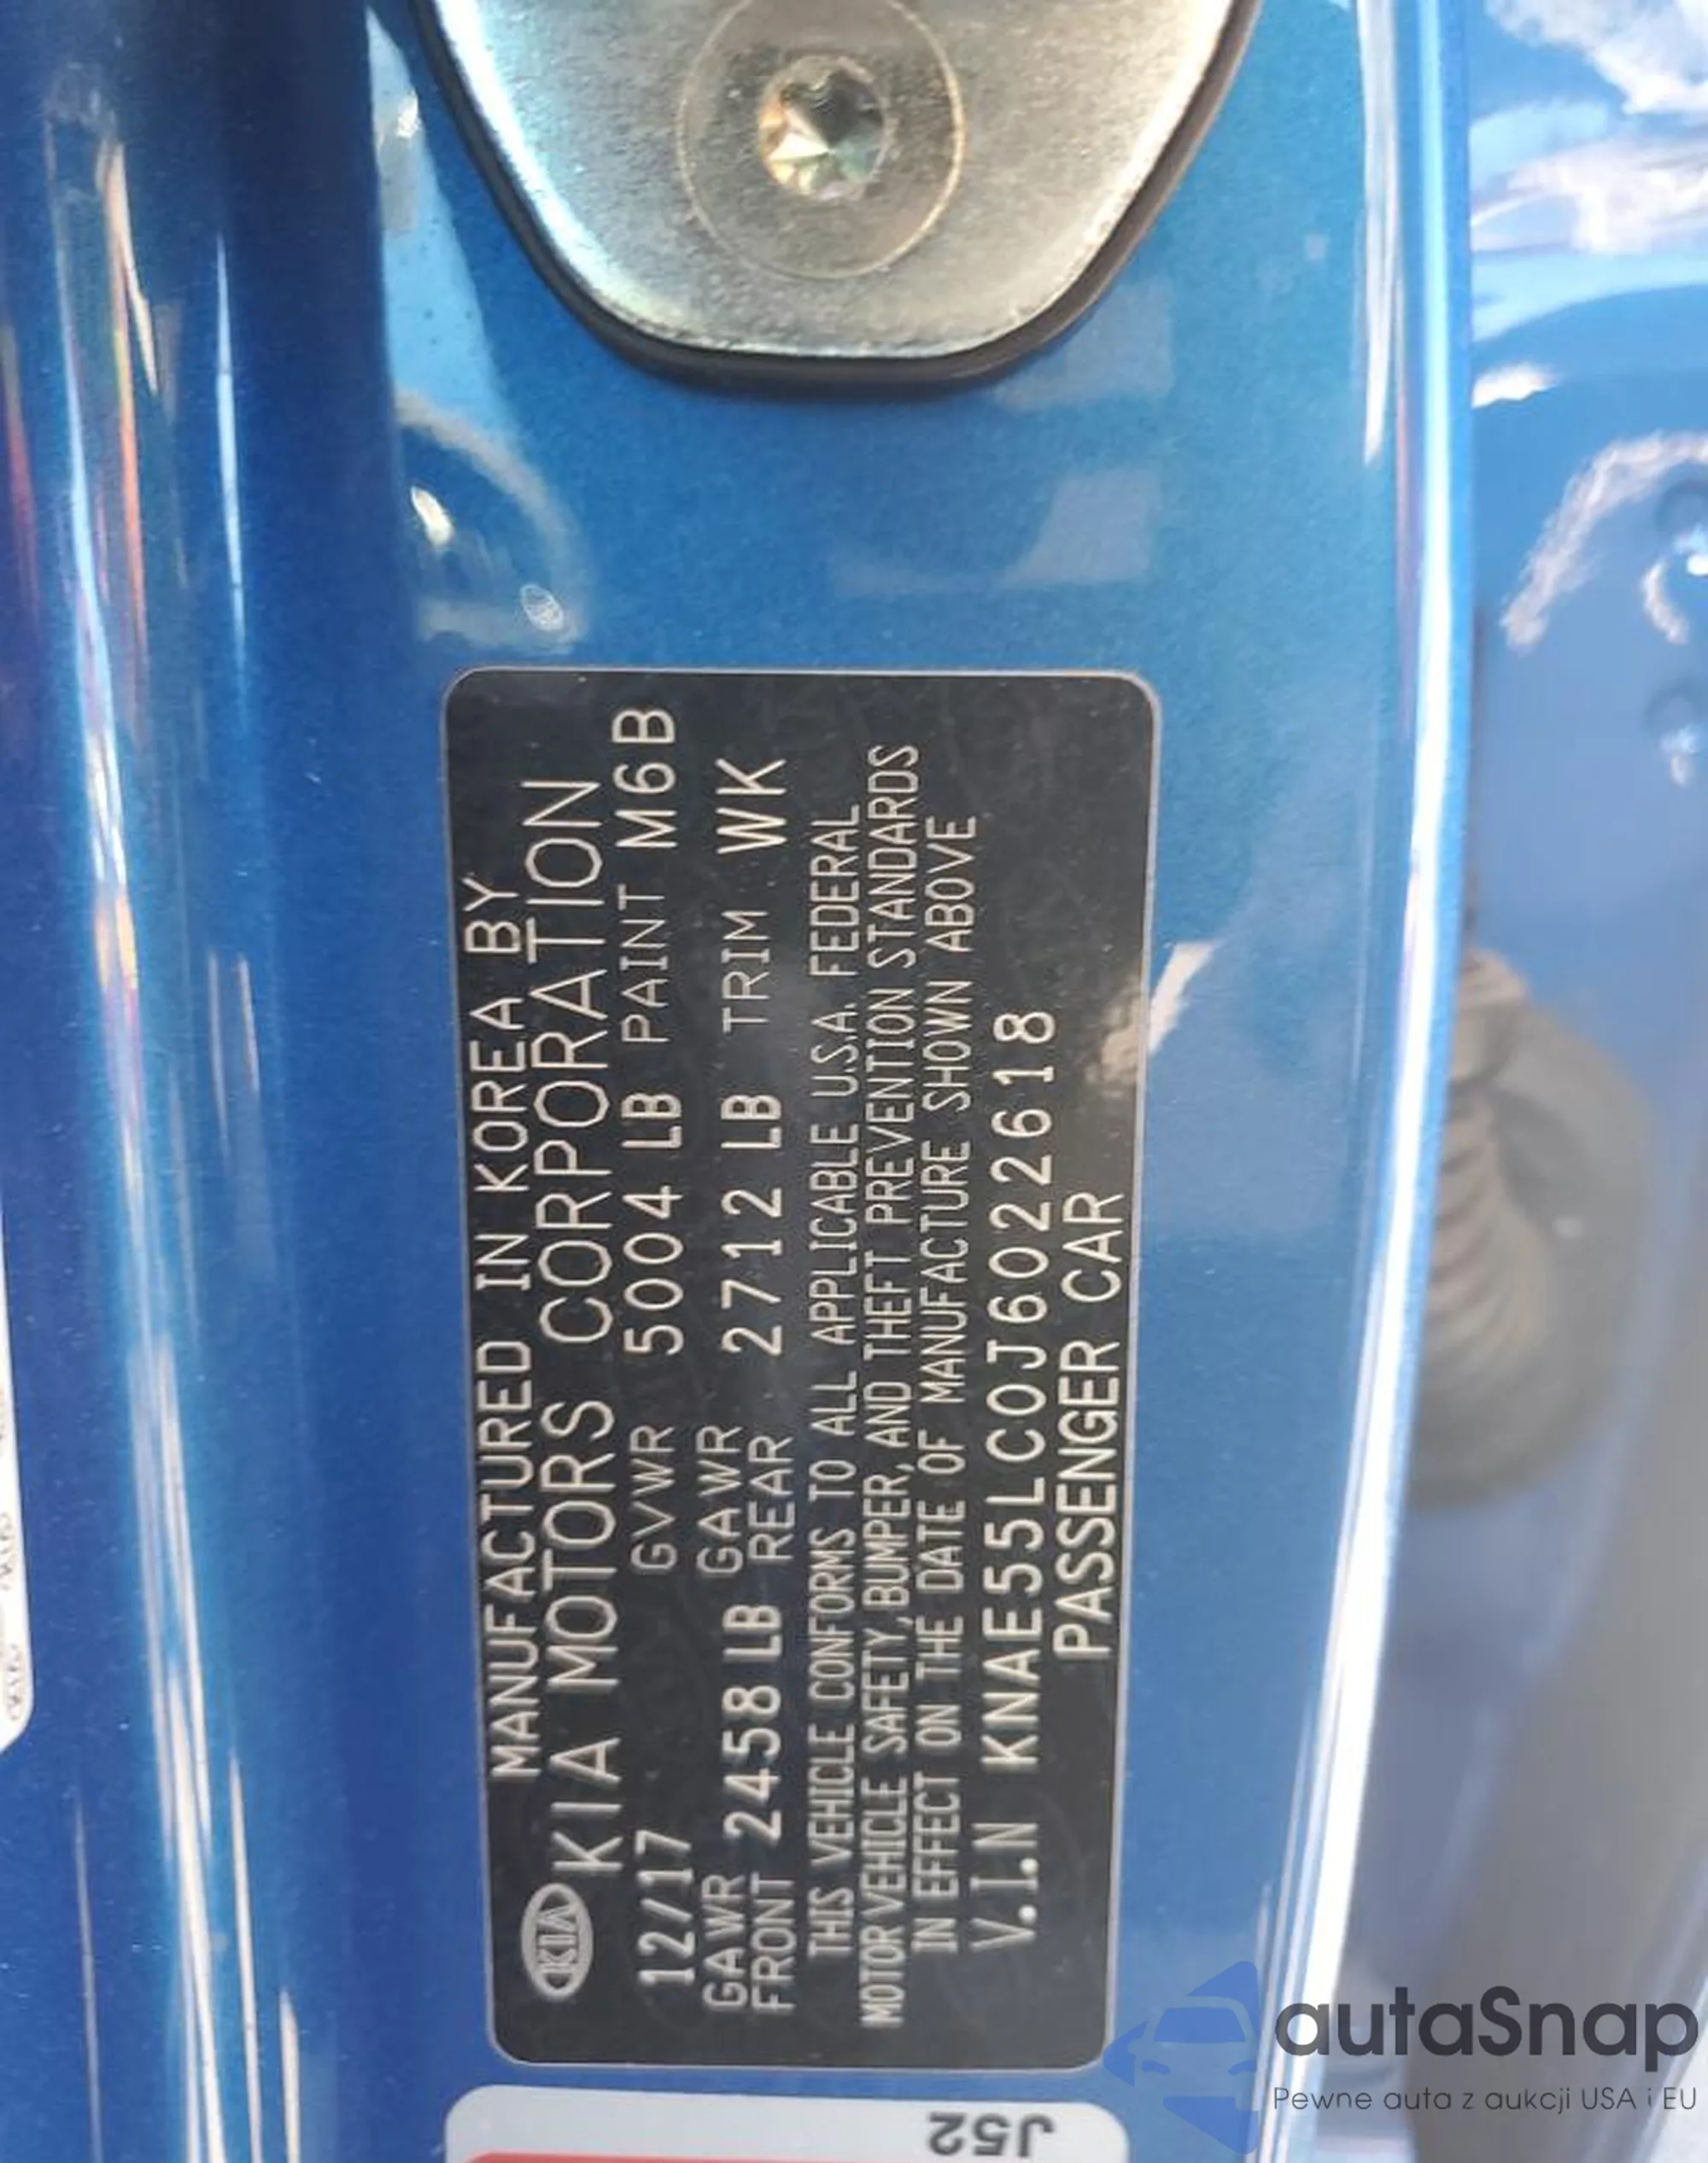 MANUFACTURED IN KOREA BY
KIA KIA MOTORS CORPORATION
12/17 GVWR 5004 LB PAINT M6B
GAWR FRONT 2458 LB GAWR REAR 2712 LB TRIM WK
THIS VEHICLE CONFORMS TO ALL APPLICABLE U.S.A. FEDERAL
MOTOR VEHICLE SAFETY, BUMPER, AND THEFT PREVENTION STANDARDS
IN EFFECT ON THE DATE OF MANUFACTURE SHOWN ABOVE
V.I.N KNAE55LC0J6022618
PASSENGER CAR
J52
autaSnap
Pewne auta z aukcji USA i EU